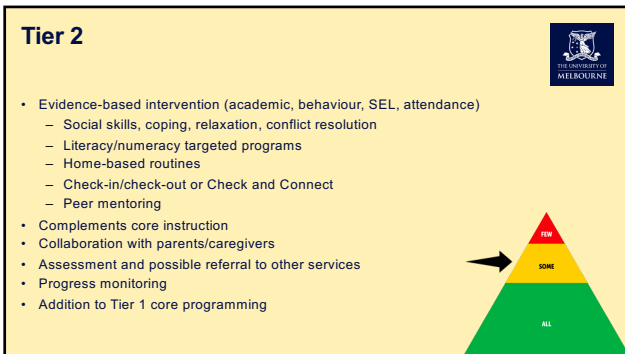 Tier 2
THE UNIVERSITY OF
MELBOURNE
• Evidence-based intervention (academic, behaviour, SEL, attendance)
– Social skills, coping, relaxation, conflict resolution
– Literacy/numeracy targeted programs
– Home-based routines
– Check-in/check-out or Check and Connect
– Peer mentoring
• Complements core instruction
• Collaboration with parents/caregivers
• Assessment and possible referral to other services
• Progress monitoring
• Addition to Tier 1 core programming
FEW
SOME
ALL